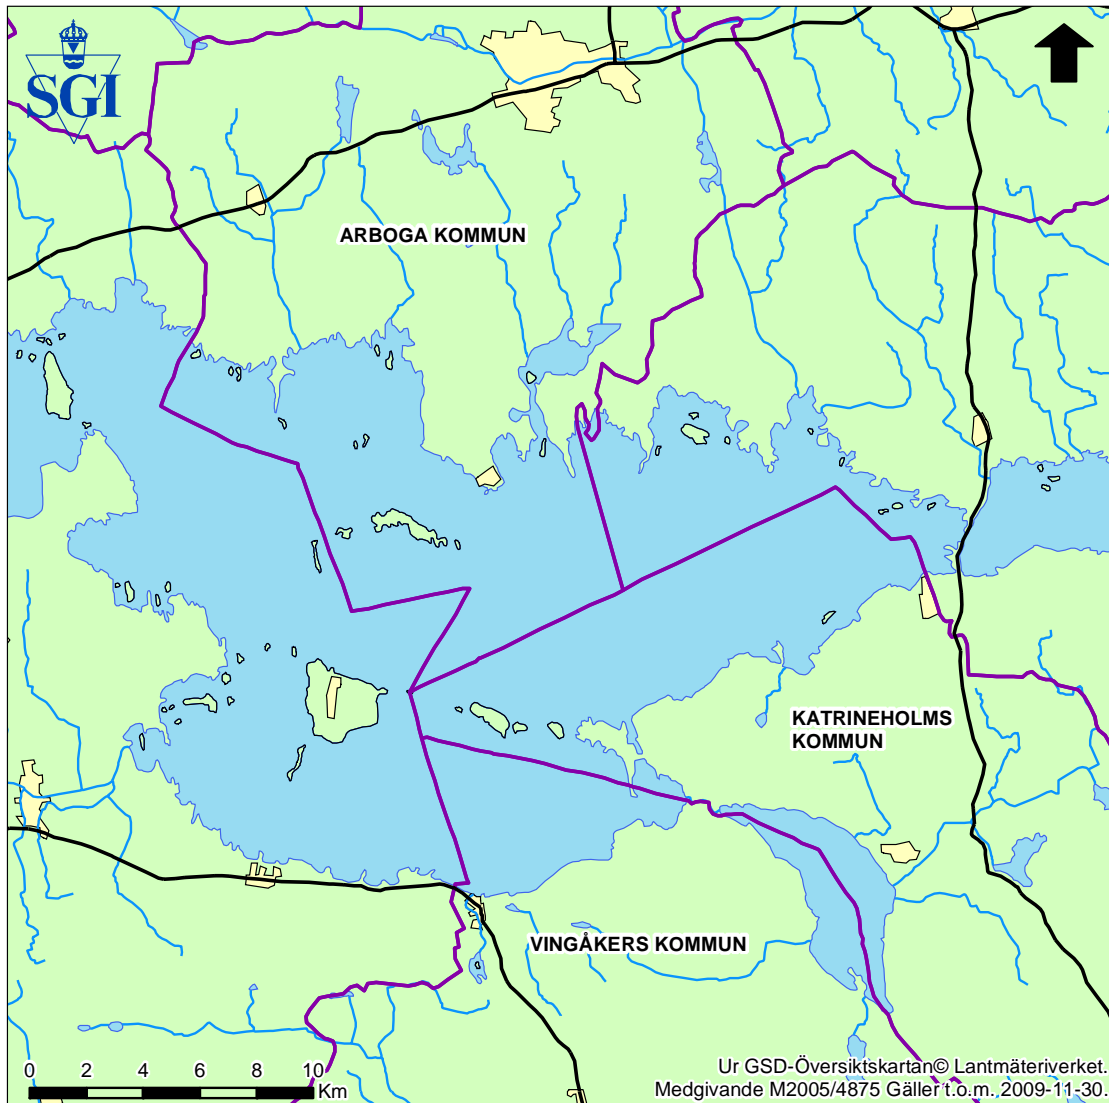 SGI
ARBOGA KOMMUN
KATRINEHOLMS
KOMMUN
VINGÅKERS KOMMUN
0 2 4 6 8 10
Km
Ur GSD-Översiktskartan© Lantmäteriverket.
Medgivande M2005/4875 Gäller t.o.m. 2009-11-30.